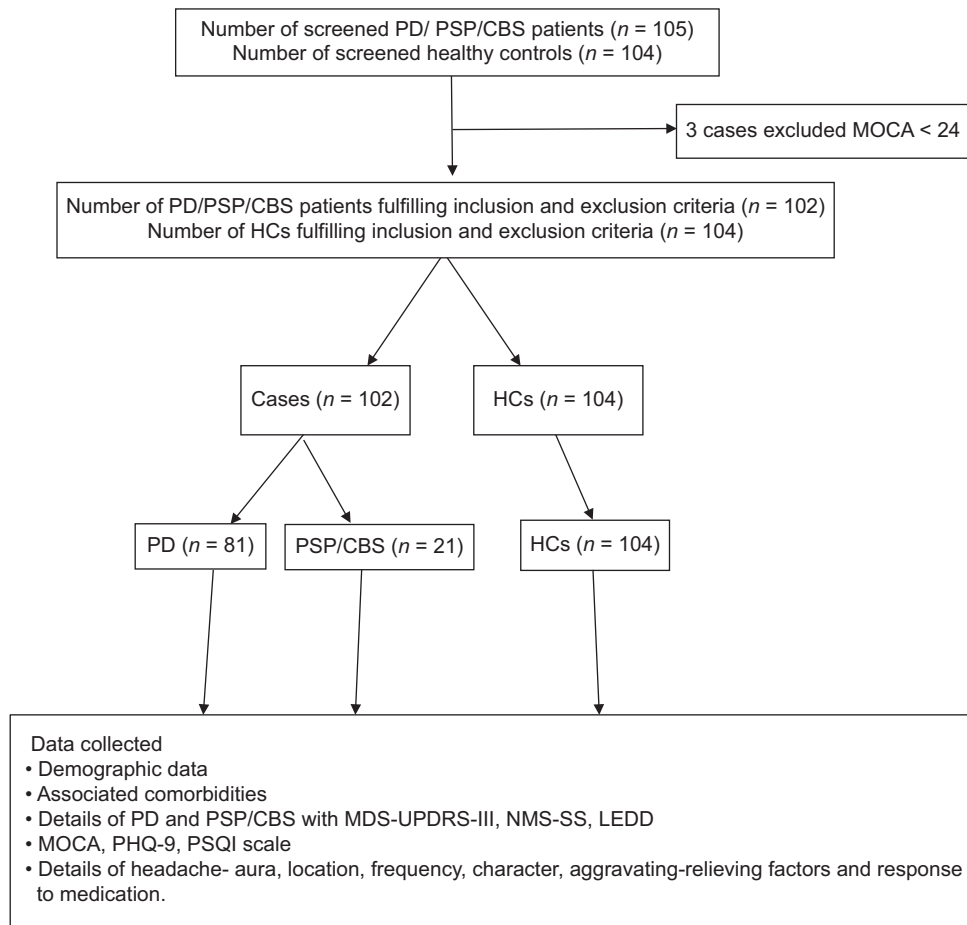 Number of screened PD/ PSP/CBS patients (n = 105)
Number of screened healthy controls (n = 104)
3 cases excluded MOCA < 24
Number of PD/PSP/CBS patients fulfilling inclusion and exclusion criteria (n = 102)
Number of HCs fulfilling inclusion and exclusion criteria (n = 104)
Cases (n = 102)
HCs (n = 104)
PD (n = 81)
PSP/CBS (n = 21)
HCs (n = 104)
Data collected
• Demographic data
• Associated comorbidities
• Details of PD and PSP/CBS with MDS-UPDRS-III, NMS-SS, LEDD
• MOCA, PHQ-9, PSQI scale
• Details of headache- aura, location, frequency, character, aggravating-relieving factors and response
to medication.